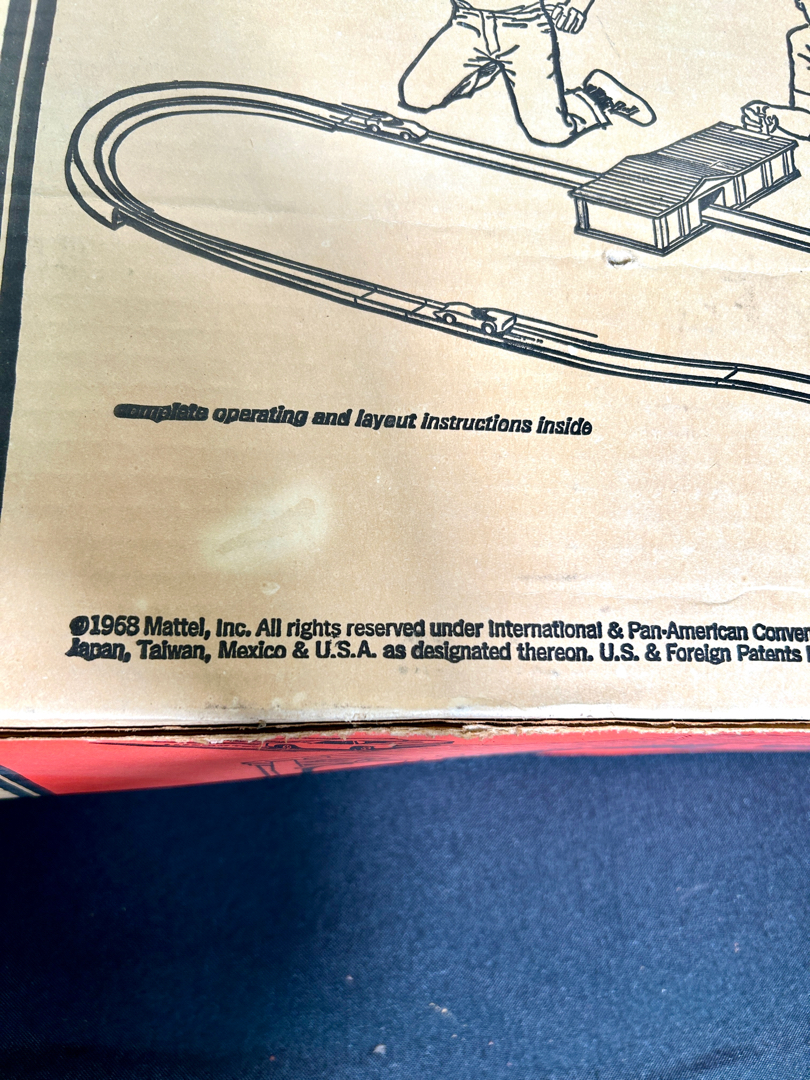 complete operating and layout instructions inside
©1968 Mattel, Inc. All rights reserved under International & Pan-American
Japan, Taiwan, Mexico & U.S.A. as designated thereon. U.S. & Foreign Patents